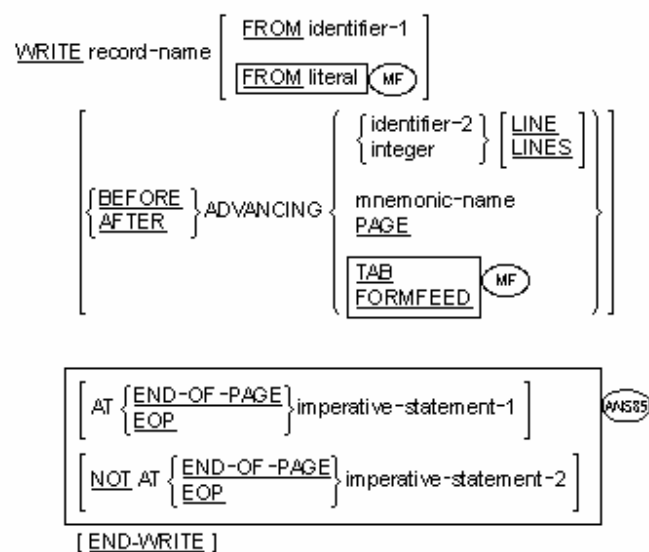 FROM identifier-1
WRITE record-name
FROM literal MF
identifier-2 LINE
integer LINES
BEFORE
AFTER ADVANCING
mnemonic-name
PAGE
TAB
FORMFEED MF
AT END-OF-PAGE imperative-statement-1 ANS85
EOP
NOT AT END-OF-PAGE imperative-statement-2
EOP
[ END-WRITE ]